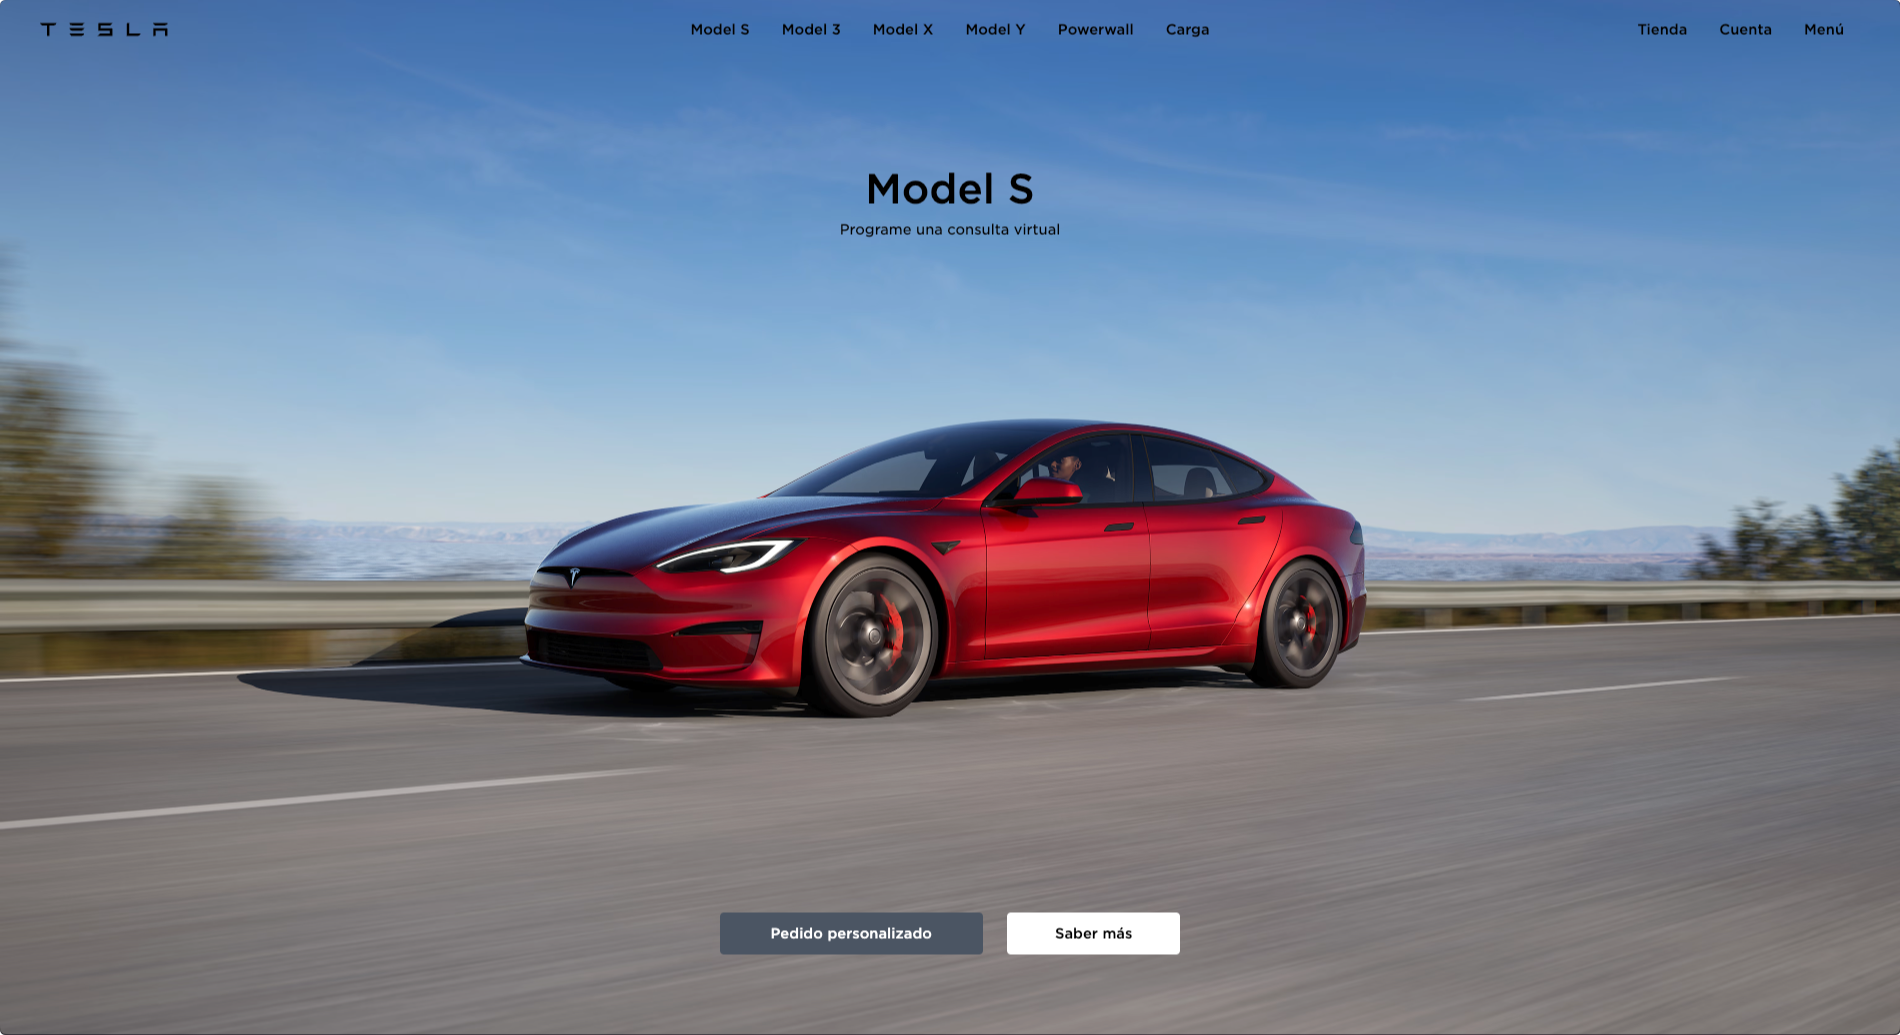 TESLA
Model S Model 3 Model X Model Y Powerwall Carga
Tienda Cuenta Menú
Model S
Programe una consulta virtual
Pedido personalizado
Saber más